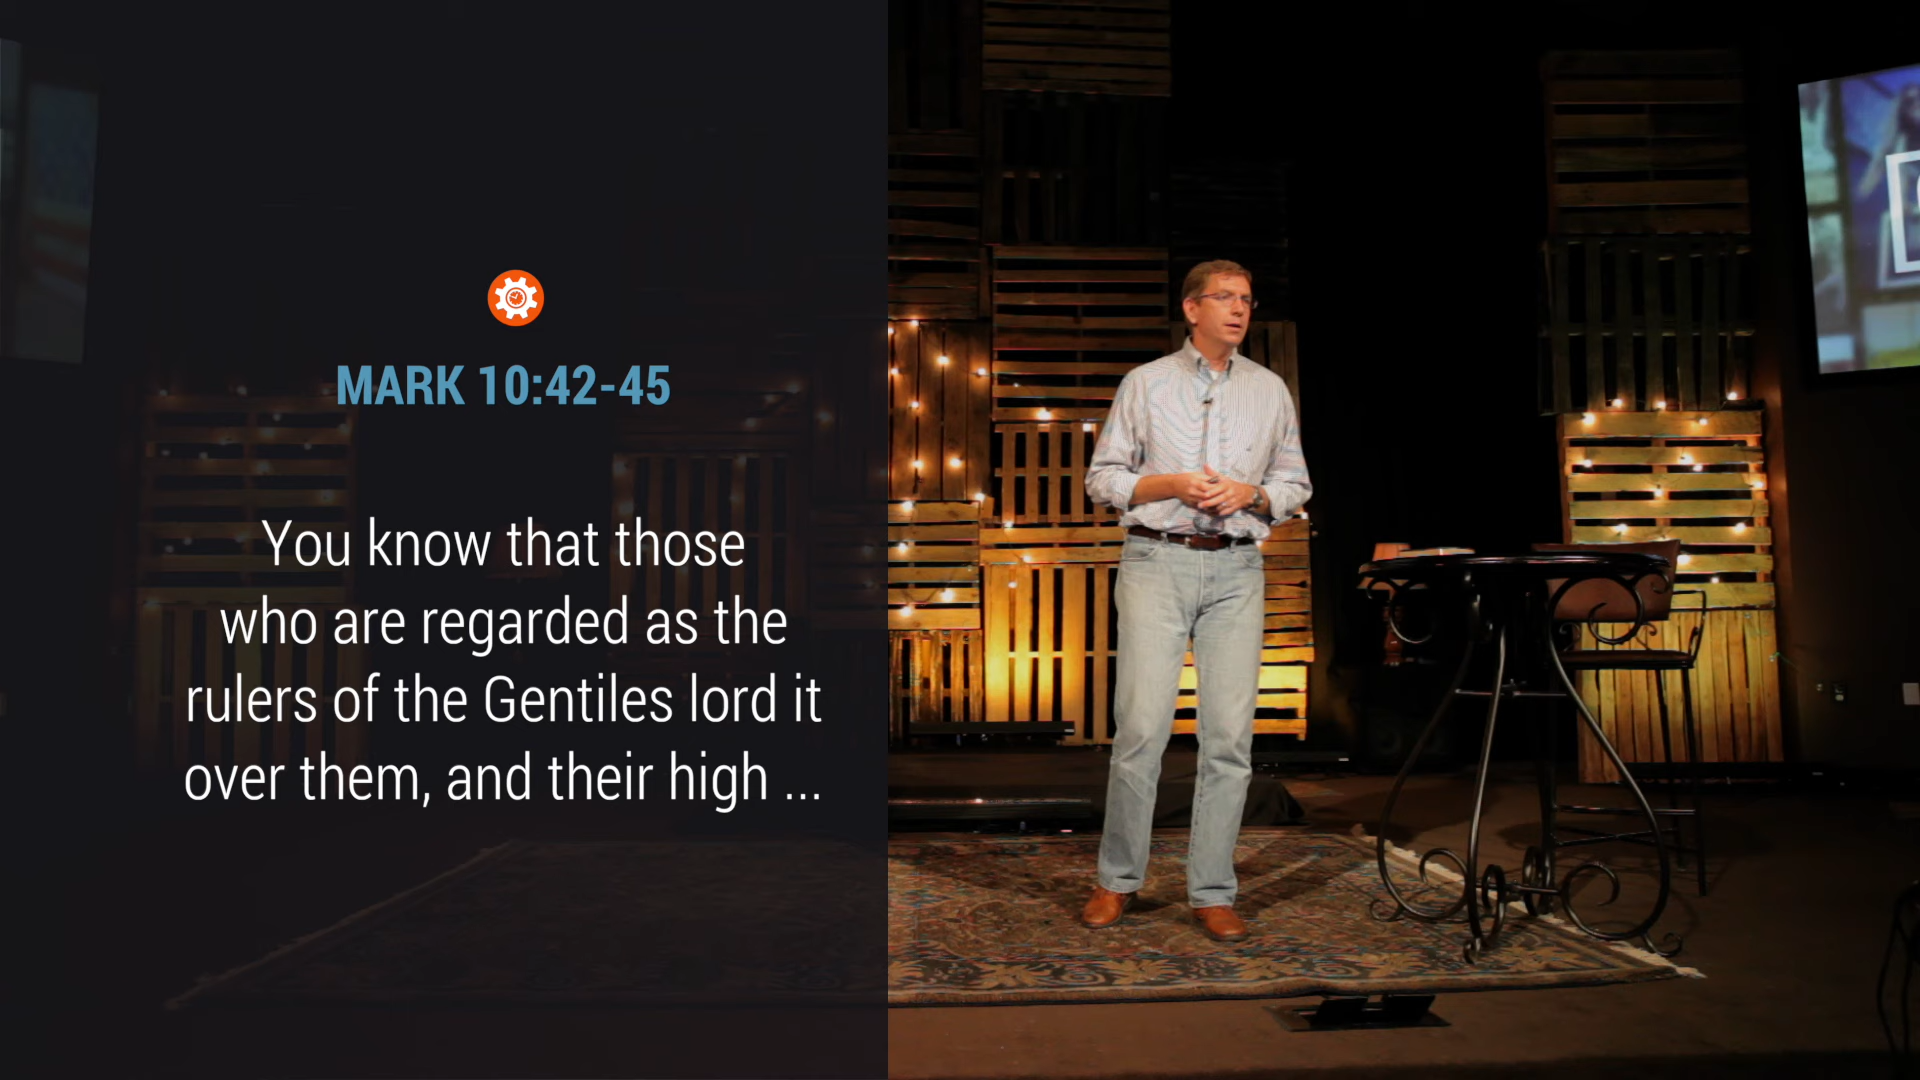 MARK 10:42-45
You know that those
who are regarded as the
rulers of the Gentiles lord it
over them, and their high ...